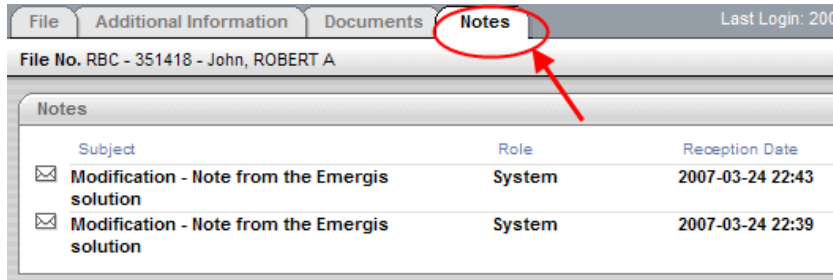 File Additional Information Documents Notes Last Login: 200
File No. RBC - 351418 - John, ROBERT A
Notes
Subject Role Reception Date
Modification - Note from the Emergis System 2007-03-24 22:43
solution
Modification - Note from the Emergis System 2007-03-24 22:39
solution